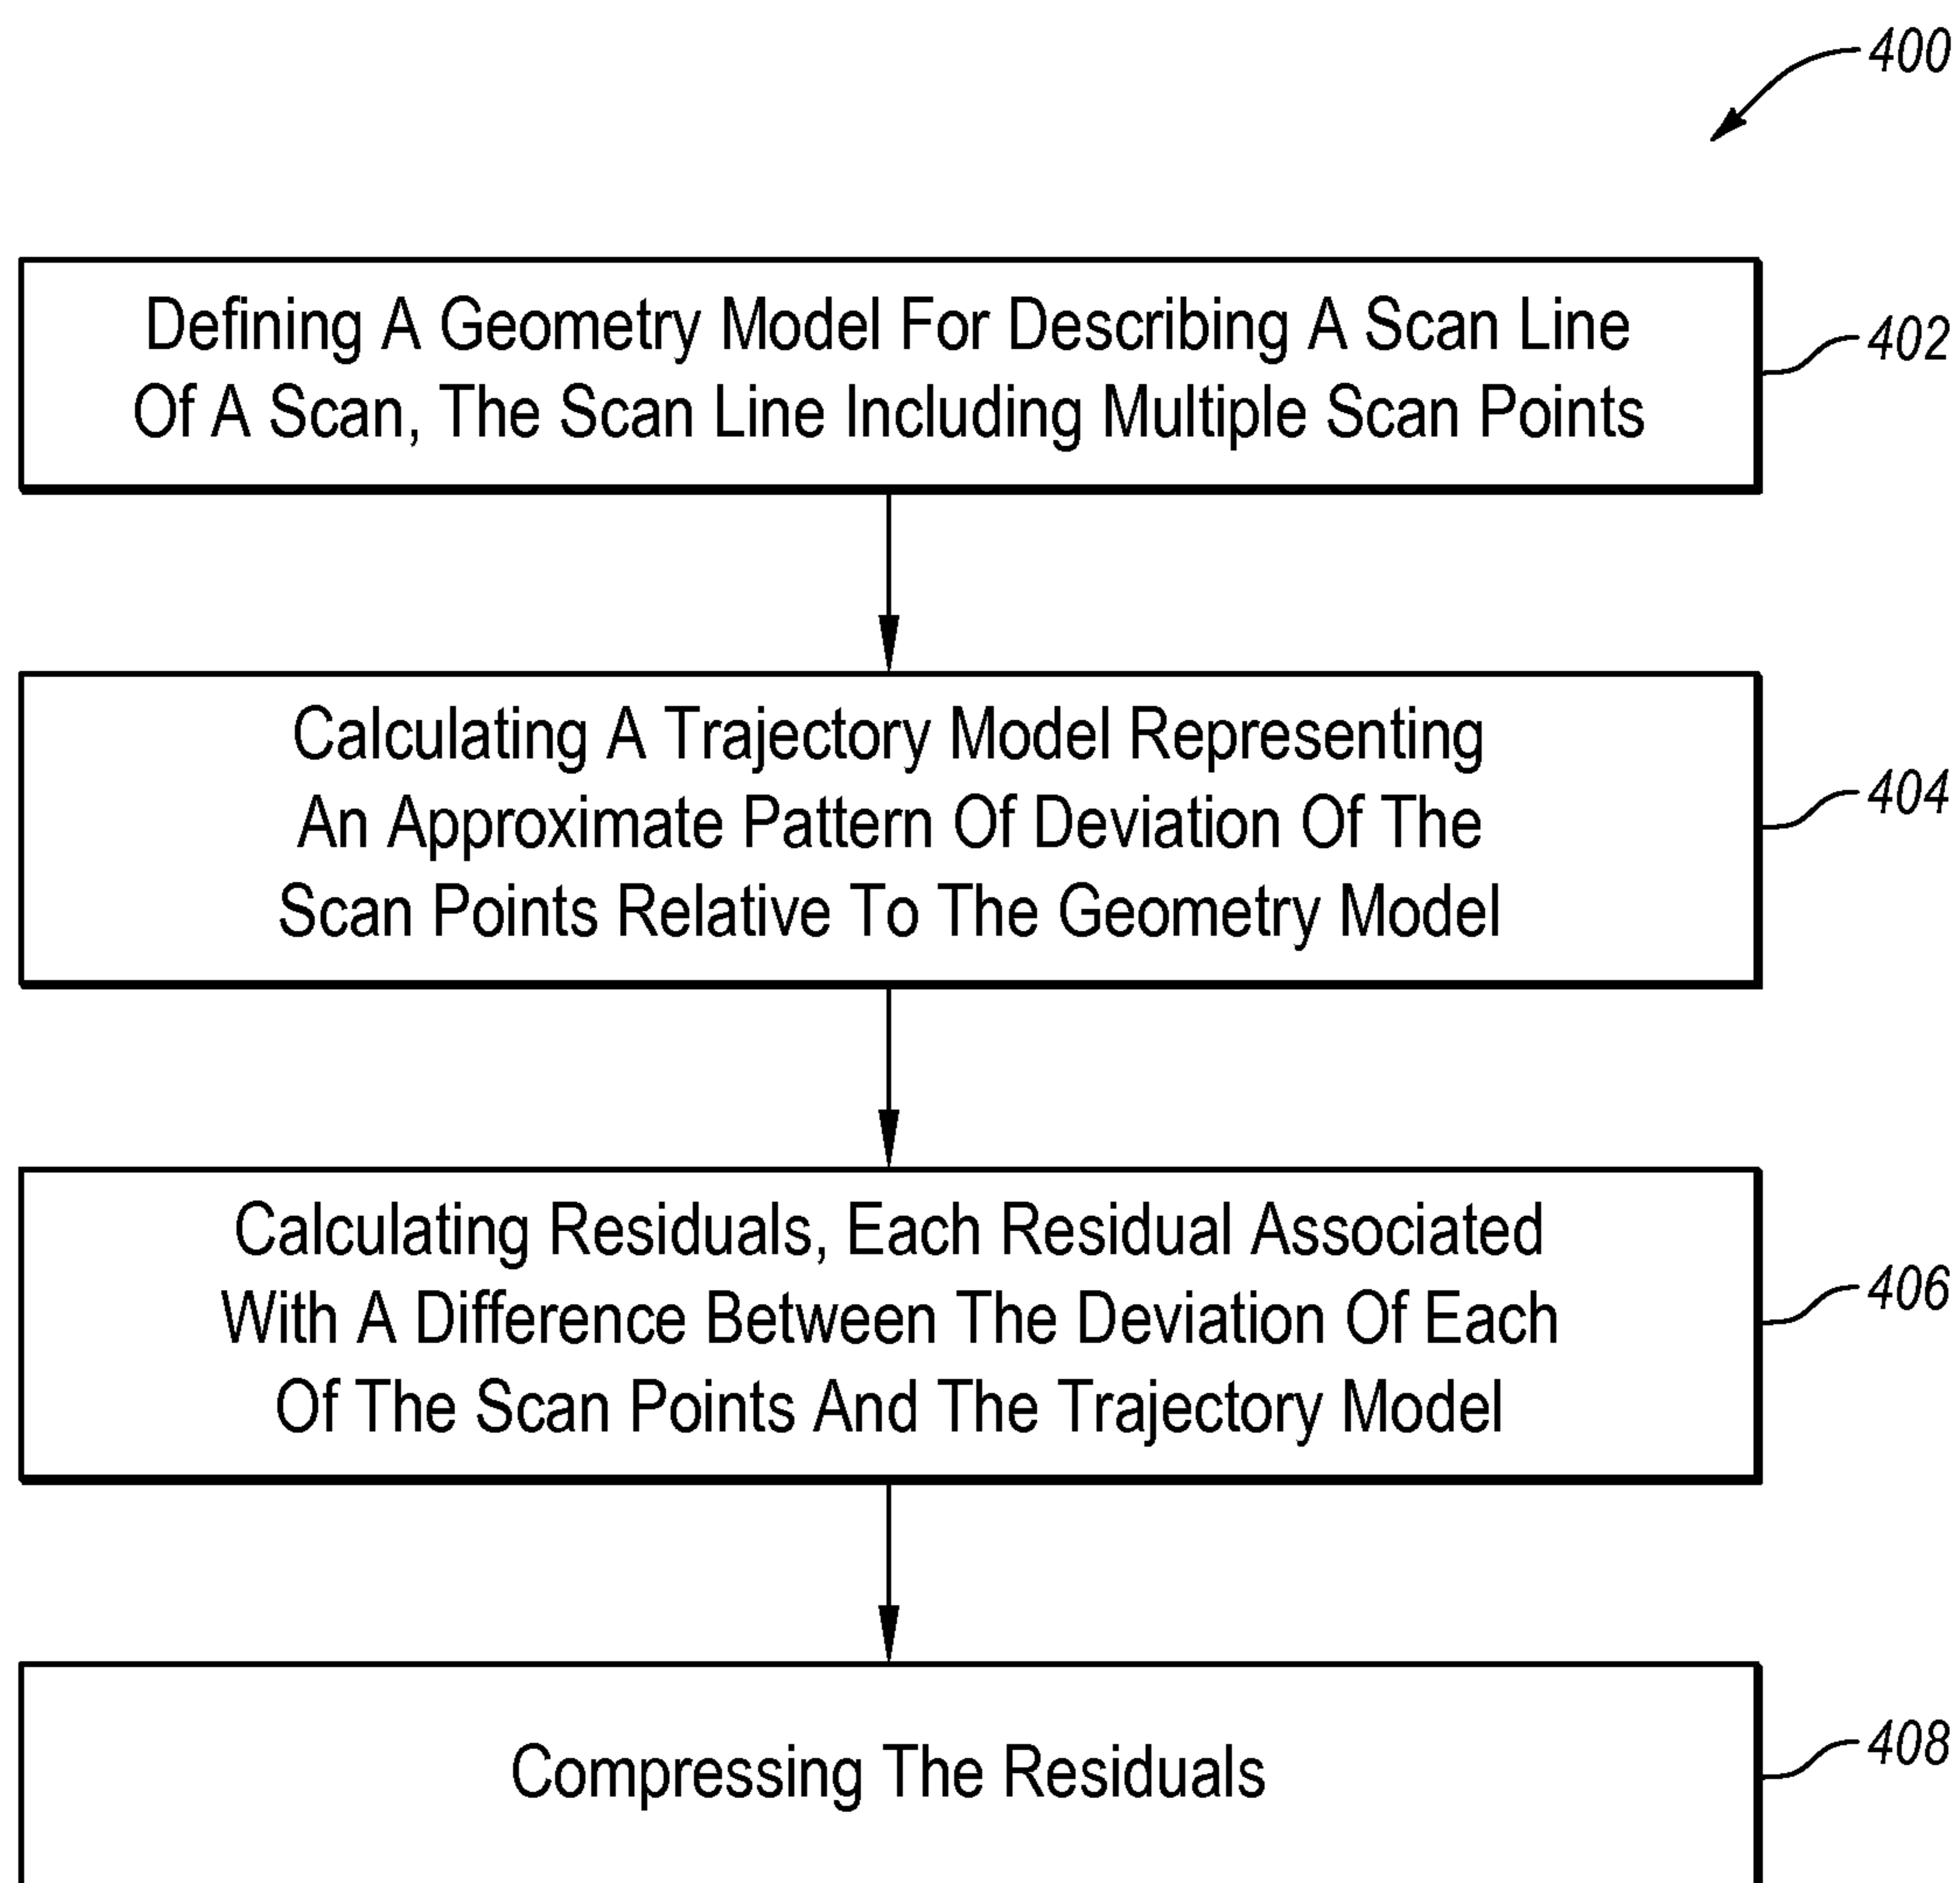 400
Defining A Geometry Model For Describing A Scan Line
Of A Scan, The Scan Line Including Multiple Scan Points
402
Calculating A Trajectory Model Representing
An Approximate Pattern Of Deviation Of The
Scan Points Relative To The Geometry Model
404
Calculating Residuals, Each Residual Associated
With A Difference Between The Deviation Of Each
Of The Scan Points And The Trajectory Model
406
Compressing The Residuals
408